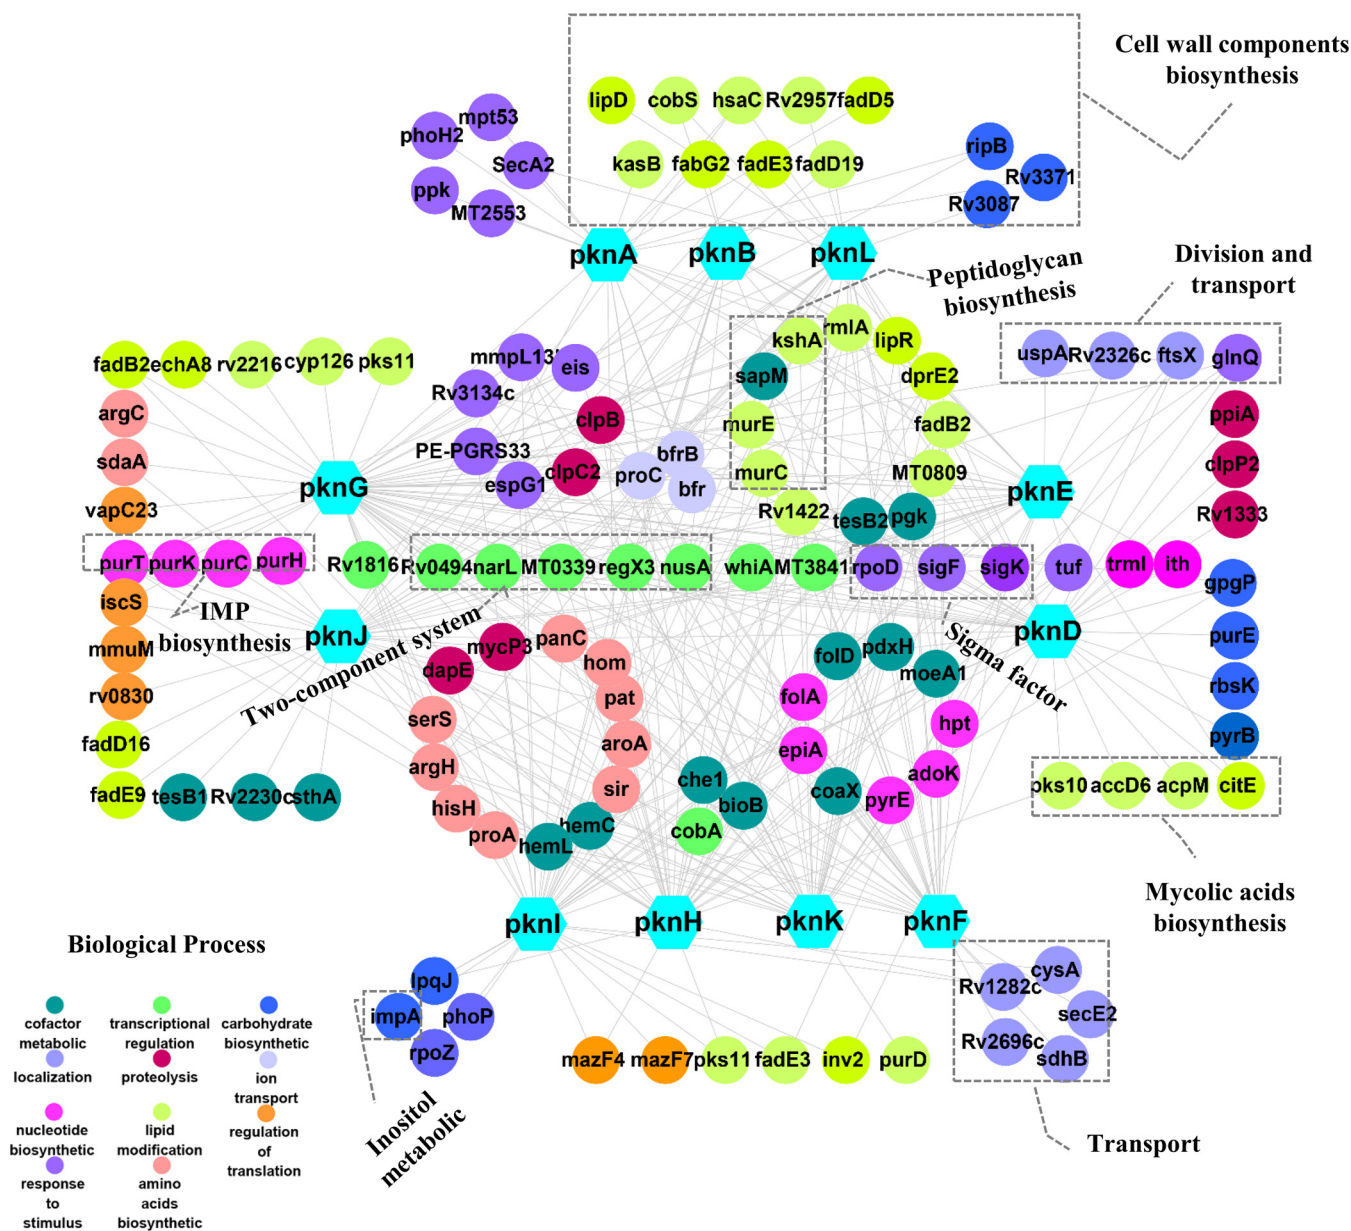 Cell wall components
biosynthesis
lipD cobS hsaC Rv2957 fadD5
mpt53
phoH2
SecA2
ppk
MT2553
kasB fabG2 fadE3 fadD19
ripB
Rv3371
Rv3087
pknA pknB pknL
Peptidoglycan
biosynthesis
Division and
transport
uspA Rv2326c ftsX glnQ
kshA rmlA lipR
sapM dprE2
murE fadB2
murC MT0809
Rv1422 tesB2 pgk
mmpL13 eis
Rv3134c
clpB
PE-PGRS33
clpC2
espG1
bfrB
proC bfr
fadB2 echA8 rv2216 cyp126 pks11
argC
sdaA
vapC23
pknG
pknE
ppiA
clpP2
Rv1333
purT purK purC purH
Rv1816 Rv0494 narL MT0339 regX3 nusA whiA MT3841 rpoD sigF sigK tuf trmI ith
IMP
biosynthesis
iscS
mmuM
rv0830
fadD16
fadE9 tesB1 Rv2230c sthA
pknJ
Two-component system
Sigma factor
pknD
gpgP
purE
rbsK
pyrB
pks10 accD6 acpM citE
Mycolic acids
biosynthesis
mycP3 panC
dapE hom
serS pat
argH aroA
hisH sir
proA hemC
hemL
che1
bioB
cobA
folD pdxH
moeA1
folA
hpt
epiA
adoK
coaX pyrE
pknI pknH pknK pknF
lpqJ
impA phoP
rpoZ
Inositol
metabolic
mazF4 mazF7 pks11 fadE3 inv2 purD
cysA
Rv1282c
secE2
Rv2696c
sdhB
Transport
Biological Process
cofactor
metabolic
transcriptional
regulation
carbohydrate
biosynthetic
localization
proteolysis
ion
transport
nucleotide
biosynthetic
lipid
modification
regulation
of
translation
response
to
stimulus
amino
acids
biosynthetic